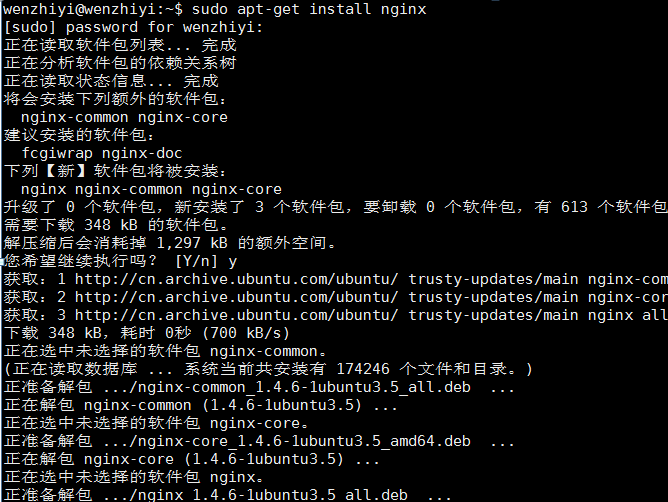 wenzhiyi@wenzhiyi:~$ sudo apt-get install nginx
[sudo] password for wenzhiyi:
正在读取软件包列表... 完成
正在分析软件包的依赖关系树
正在读取状态信息... 完成
将会安装下列额外的软件包：
  nginx-common nginx-core
建议安装的软件包：
  fcgiwrap nginx-doc
下列【新】软件包将被安装：
  nginx nginx-common nginx-core
升级了 0 个软件包，新安装了 3 个软件包，要卸载 0 个软件包，有 613 个软件包
需要下载 348 kB 的软件包。
解压缩后会消耗掉 1,297 kB 的额外空间。
您希望继续执行吗？ [Y/n] y
获取：1 http://cn.archive.ubuntu.com/ubuntu/ trusty-updates/main nginx-com
获取：2 http://cn.archive.ubuntu.com/ubuntu/ trusty-updates/main nginx-cor
获取：3 http://cn.archive.ubuntu.com/ubuntu/ trusty-updates/main nginx all
下载 348 kB，耗时 0秒 (700 kB/s)
正在选中未选择的软件包 nginx-common。
(正在读取数据库 ... 系统当前共安装有 174246 个文件和目录。)
正准备解包 .../nginx-common_1.4.6-1ubuntu3.5_all.deb  ...
正在解包 nginx-common (1.4.6-1ubuntu3.5) ...
正在选中未选择的软件包 nginx-core。
正准备解包 .../nginx-core_1.4.6-1ubuntu3.5_amd64.deb  ...
正在解包 nginx-core (1.4.6-1ubuntu3.5) ...
正在选中未选择的软件包 nginx。
正准备解包 .../nginx_1.4.6-1ubuntu3.5_all.deb  ...